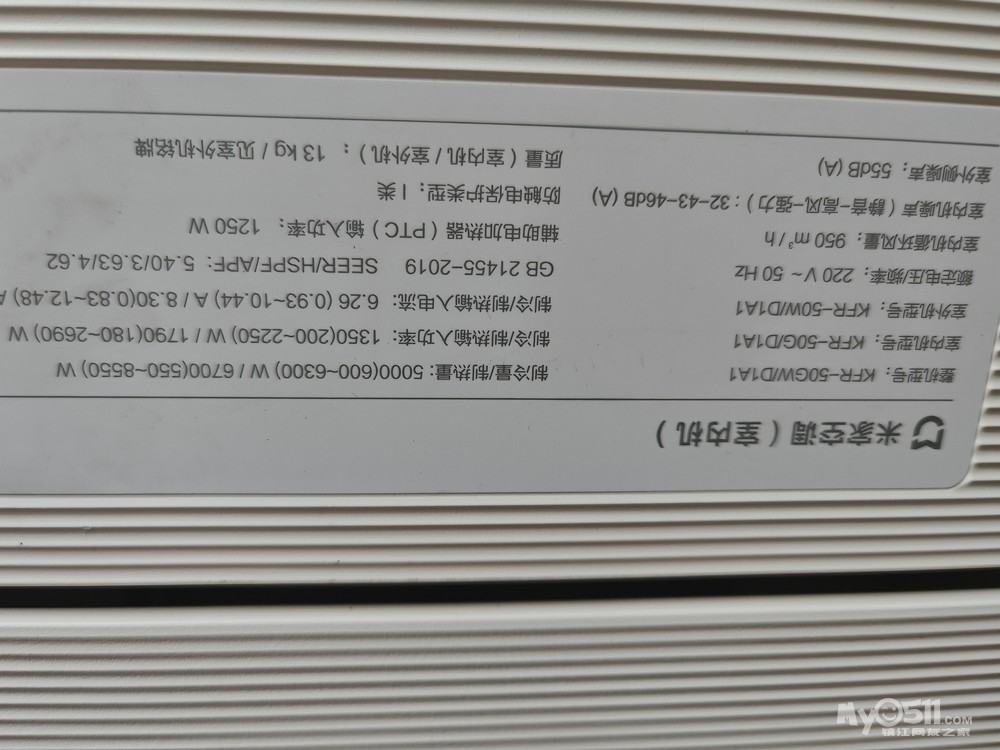 米家空调（室内机）
整机型号：KFR-50GW/D1A1
室内机型号：KFR-50G/D1A1
室外机型号：KFR-50W/D1A1
额定电压/频率：220 V ~ 50 Hz
室内机循环风量：950 m³/h
室内机噪声（静音-高风-强力）：32-43-46dB (A)
室外侧噪声：55dB (A)
制冷量/制热量：5000(600~6300) W / 6700(550~8550) W
制冷/制热输入功率：1350(200~2250) W / 1790(180~2690) W
制冷/制热输入电流：6.26 (0.93~10.44) A / 8.30(0.83~12.48) A
GB 21455-2019 SEER/HSPF/APF: 5.40/3.63/4.62
辅助电加热器（PTC）输入功率：1250 W
防触电保护类型：I 类
质量（室内机/室外机）：13 kg / 见室外机铭牌
My0511.COM
镇江网友之家